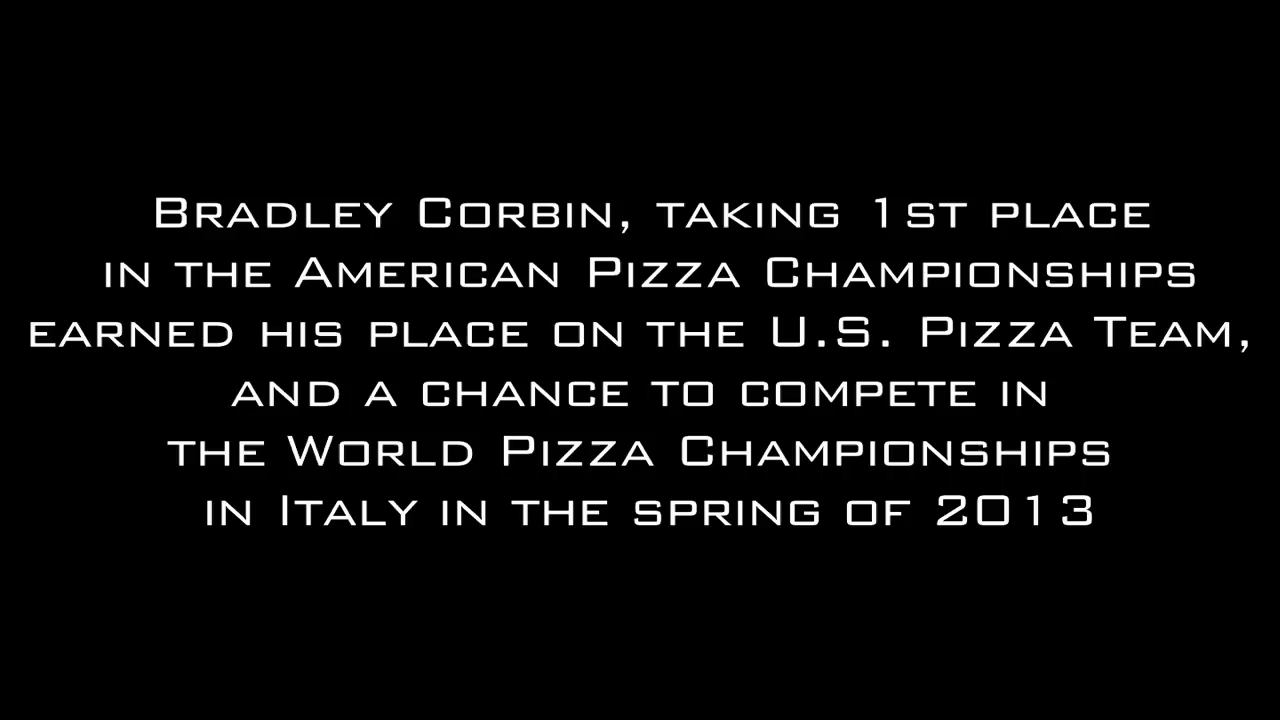 Bradley Corbin, taking 1st place
in the American Pizza Championships
earned his place on the U.S. Pizza Team,
and a chance to compete in
the World Pizza Championships
in Italy in the spring of 2013